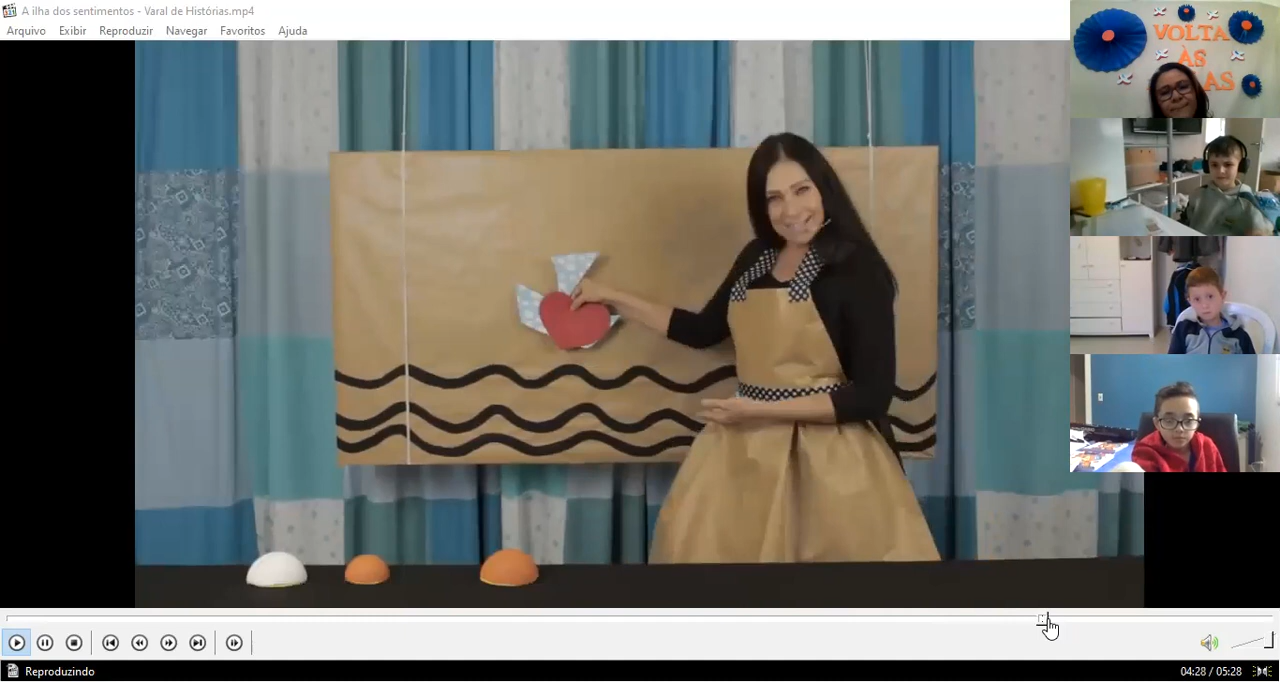 A ilha dos sentimentos - Varal de Histórias.mp4
Arquivo Exibir Reproduzir Navegar Favoritos Ajuda
VOLTA
ÀS
AS
Reproduzindo
04:28 / 05:28